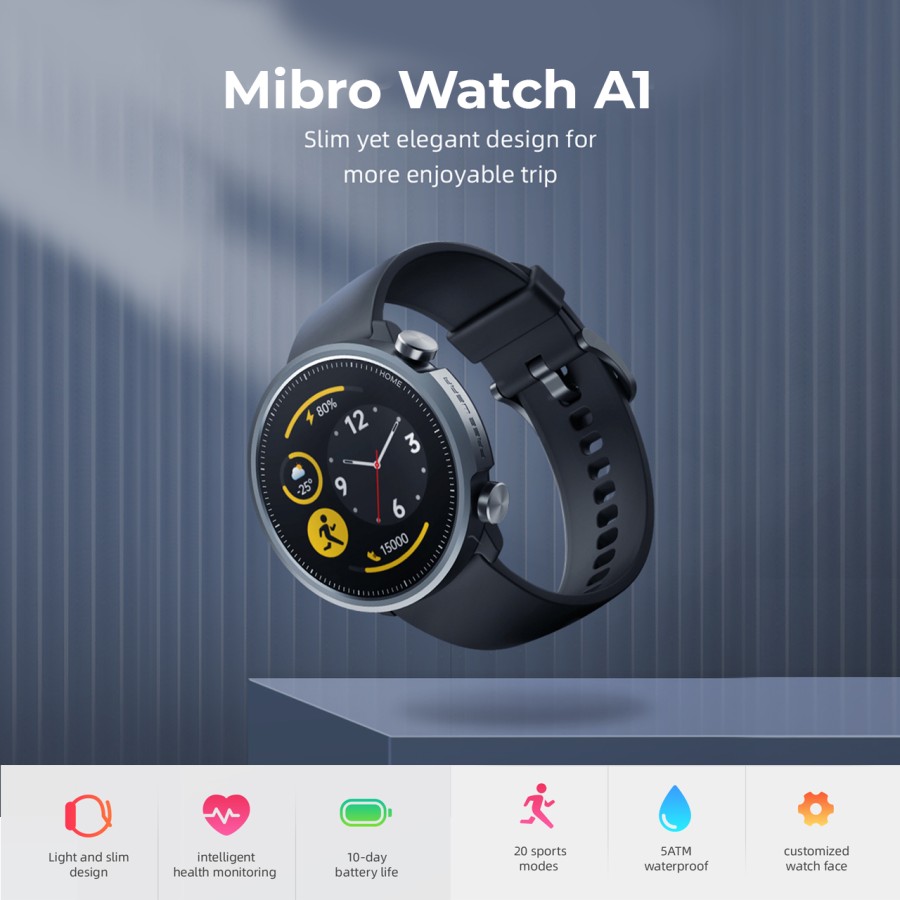 Mibro Watch A1
Slim yet elegant design for
more enjoyable trip
HOME
80%
12
3
-25°
9
6
15000
Light and slim
design
intelligent
health monitoring
10-day
battery life
20 sports
modes
5ATM
waterproof
customized
watch face